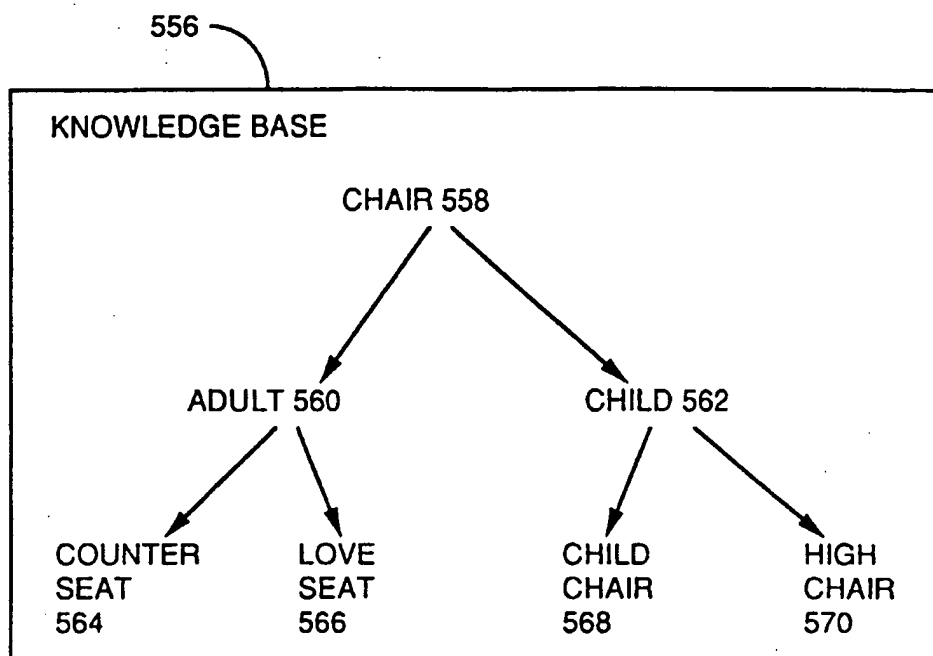 556
KNOWLEDGE BASE
CHAIR 558
ADULT 560
CHILD 562
COUNTER
SEAT
564
LOVE
SEAT
566
CHILD
CHAIR
568
HIGH
CHAIR
570